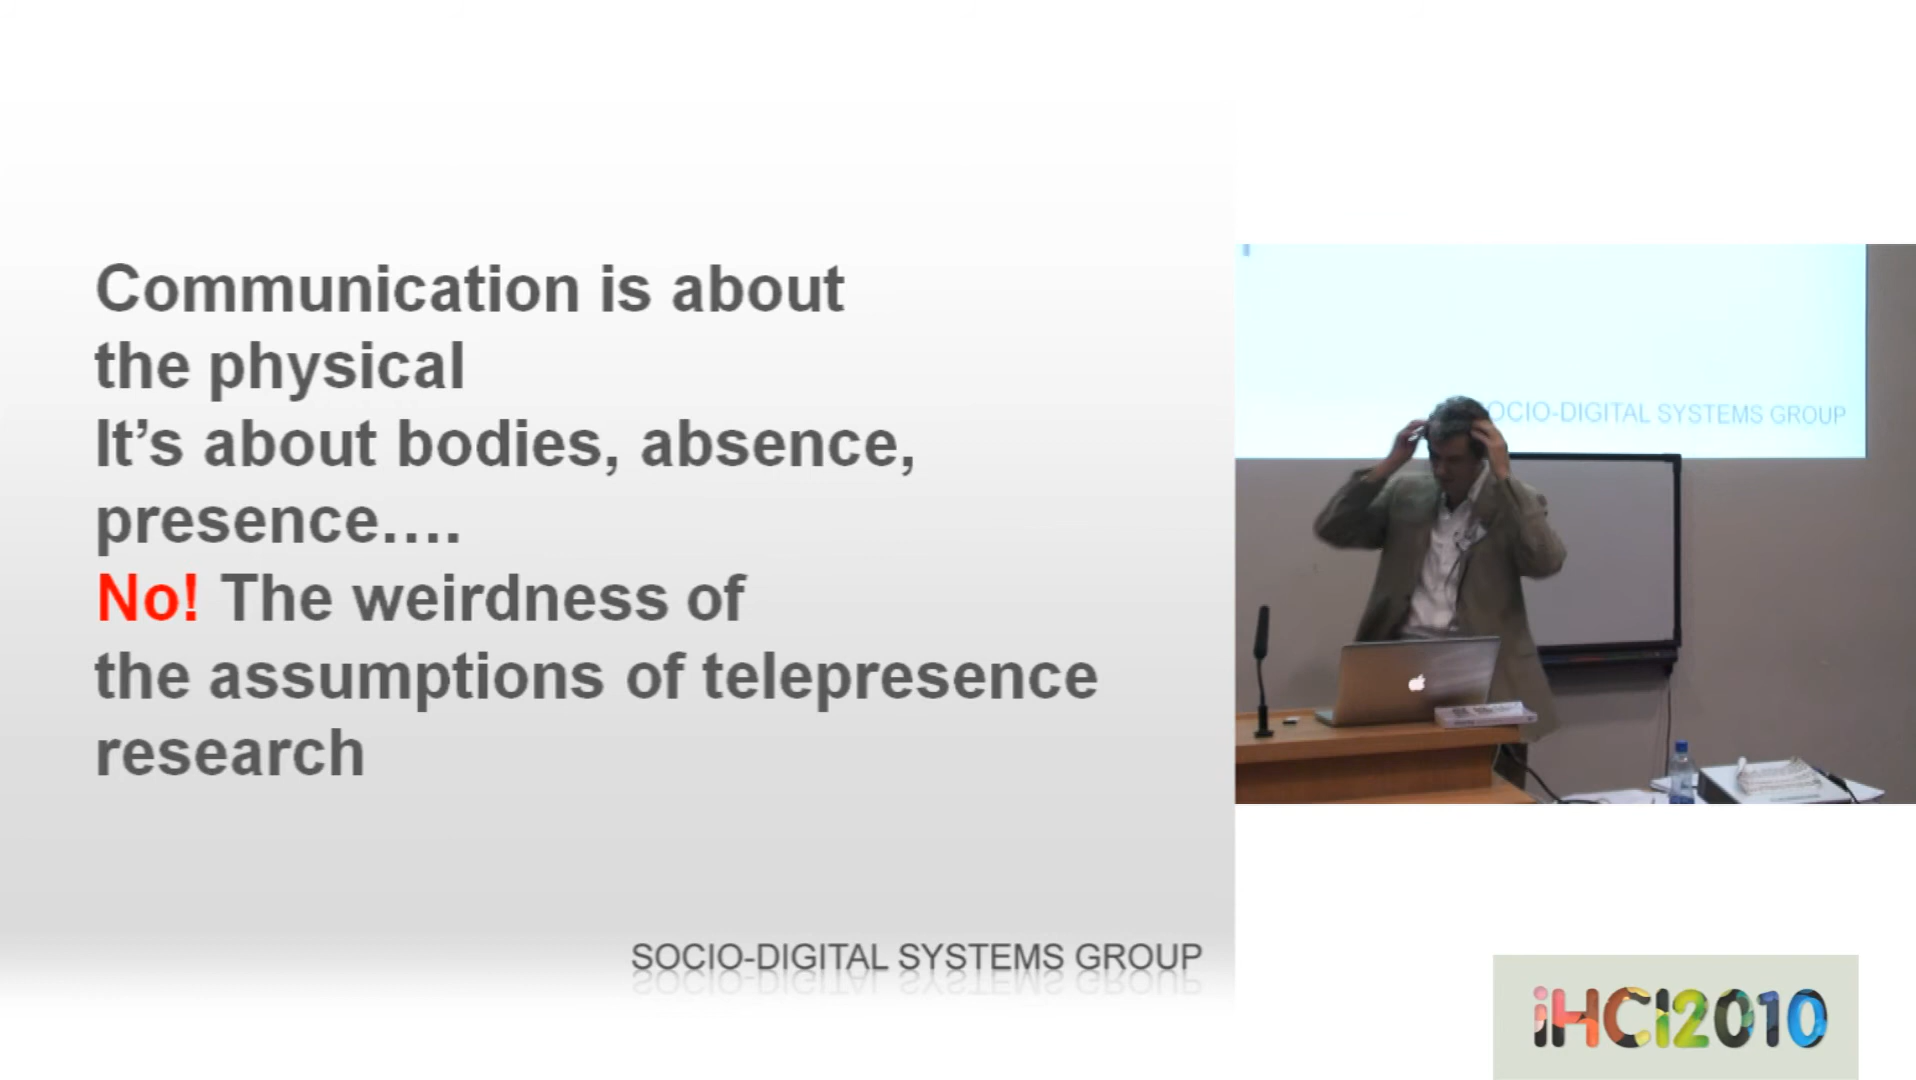 Communication is about
the physical
It’s about bodies, absence,
presence….
No! The weirdness of
the assumptions of telepresence
research
SOCIO-DIGITAL SYSTEMS GROUP
OCIO-DIGITAL SYSTEMS GROUP
iHCI2010